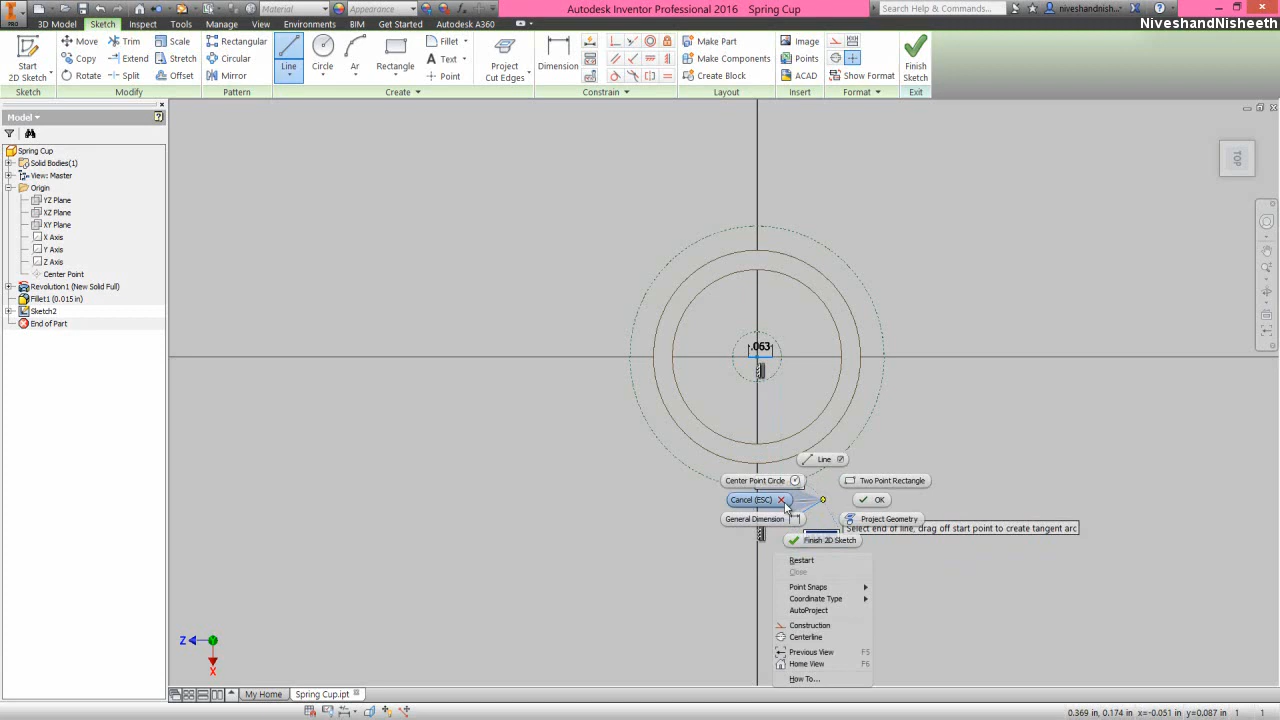 Material
Appearance
Autodesk Inventor Professional 2016 Spring Cup
Search Help & Commands...
niveshandnish...
NiveshandNisheeth
PRO
3D Model
Sketch
Inspect
Tools
Manage
View
Environments
BIM
Get Started
Autodesk A360
Start
2D Sketch
Move
Trim
Scale
Stretch
Rotate
Split
Offset
Rectangular
Circular
Mirror
Line
Circle
Ar
Rectangle
Fillet
Text
Point
Project
Cut Edges
Dimension
Make Part
Make Components
Create Block
Image
Points
ACAD
Show Format
Finish
Sketch
Sketch
Modify
Pattern
Create
Constrain
Layout
Insert
Format
Exit
Model
Spring Cup
Solid Bodies(1)
View: Master
Origin
YZ Plane
XZ Plane
XY Plane
X Axis
Y Axis
Z Axis
Center Point
Revolution1 (New Solid Full)
Fillet1 (0.015 in)
Sketch2
End of Part
TOP
.063
Line
Center Point Circle
Two Point Rectangle
Cancel (ESC)
OK
General Dimension
Project Geometry
Select end of line, drag off start point to create tangent arc
Finish 2D Sketch
Restart
Close
Point Snaps
Coordinate Type
AutoProject
Construction
Centerline
Previous View F5
Home View F6
How To...
Z
X
My Home
Spring Cup.ipt
0.369 in, 0.174 in x=-0.051 in y=0.087 in 1 1